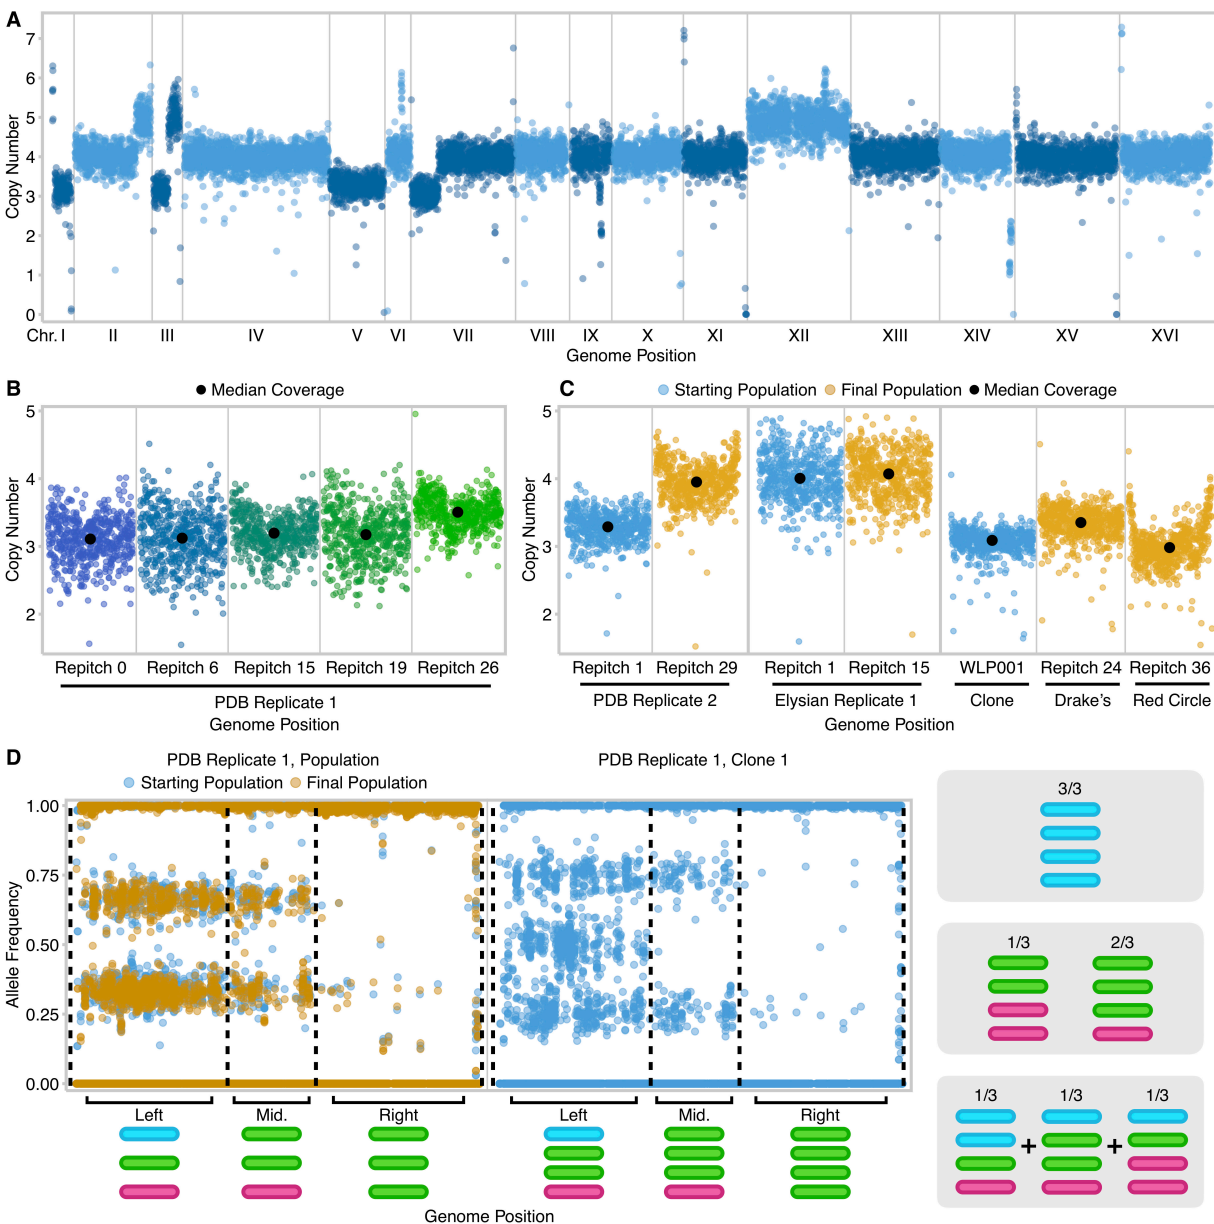 A
Copy Number
7
6
5
4
3
2
1
0
Chr. I II III IV V VI VII VIII IX X XI XII XIII XIV XV XVI
Genome Position
B
Median Coverage
Copy Number
5
4
3
2
Repitch 0 Repitch 6 Repitch 15 Repitch 19 Repitch 26
PDB Replicate 1
Genome Position
C
Starting Population Final Population Median Coverage
Copy Number
5
4
3
2
Repitch 1 Repitch 29 Repitch 1 Repitch 15 WLP001 Repitch 24 Repitch 36
PDB Replicate 2 Elysian Replicate 1 Clone Drake's Red Circle
Genome Position
D
PDB Replicate 1, Population PDB Replicate 1, Clone 1
Starting Population Final Population
Allele Frequency
1.00
0.75
0.50
0.25
0.00
Left Mid. Right Left Mid. Right
Genome Position
3/3
1/3 2/3
1/3 1/3 1/3
+ +